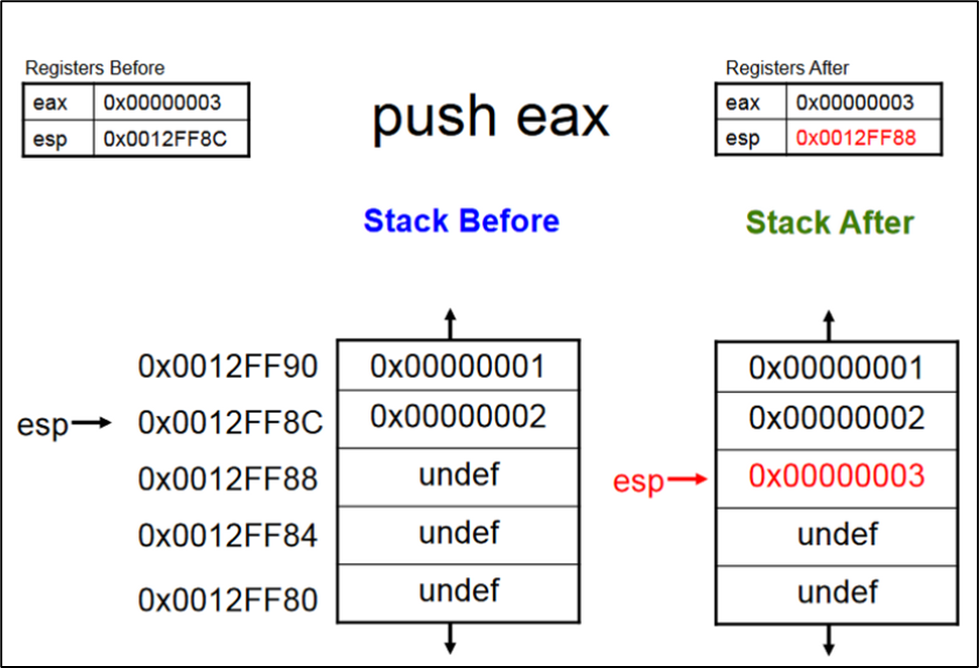 Registers Before
eax 0x00000003
esp 0x0012FF8C
push eax
Registers After
eax 0x00000003
esp 0x0012FF88
Stack Before
Stack After
0x0012FF90 0x00000001
esp 0x0012FF8C 0x00000002
0x0012FF88 undef
0x0012FF84 undef
0x0012FF80 undef
0x00000001
0x00000002
esp 0x00000003
undef
undef